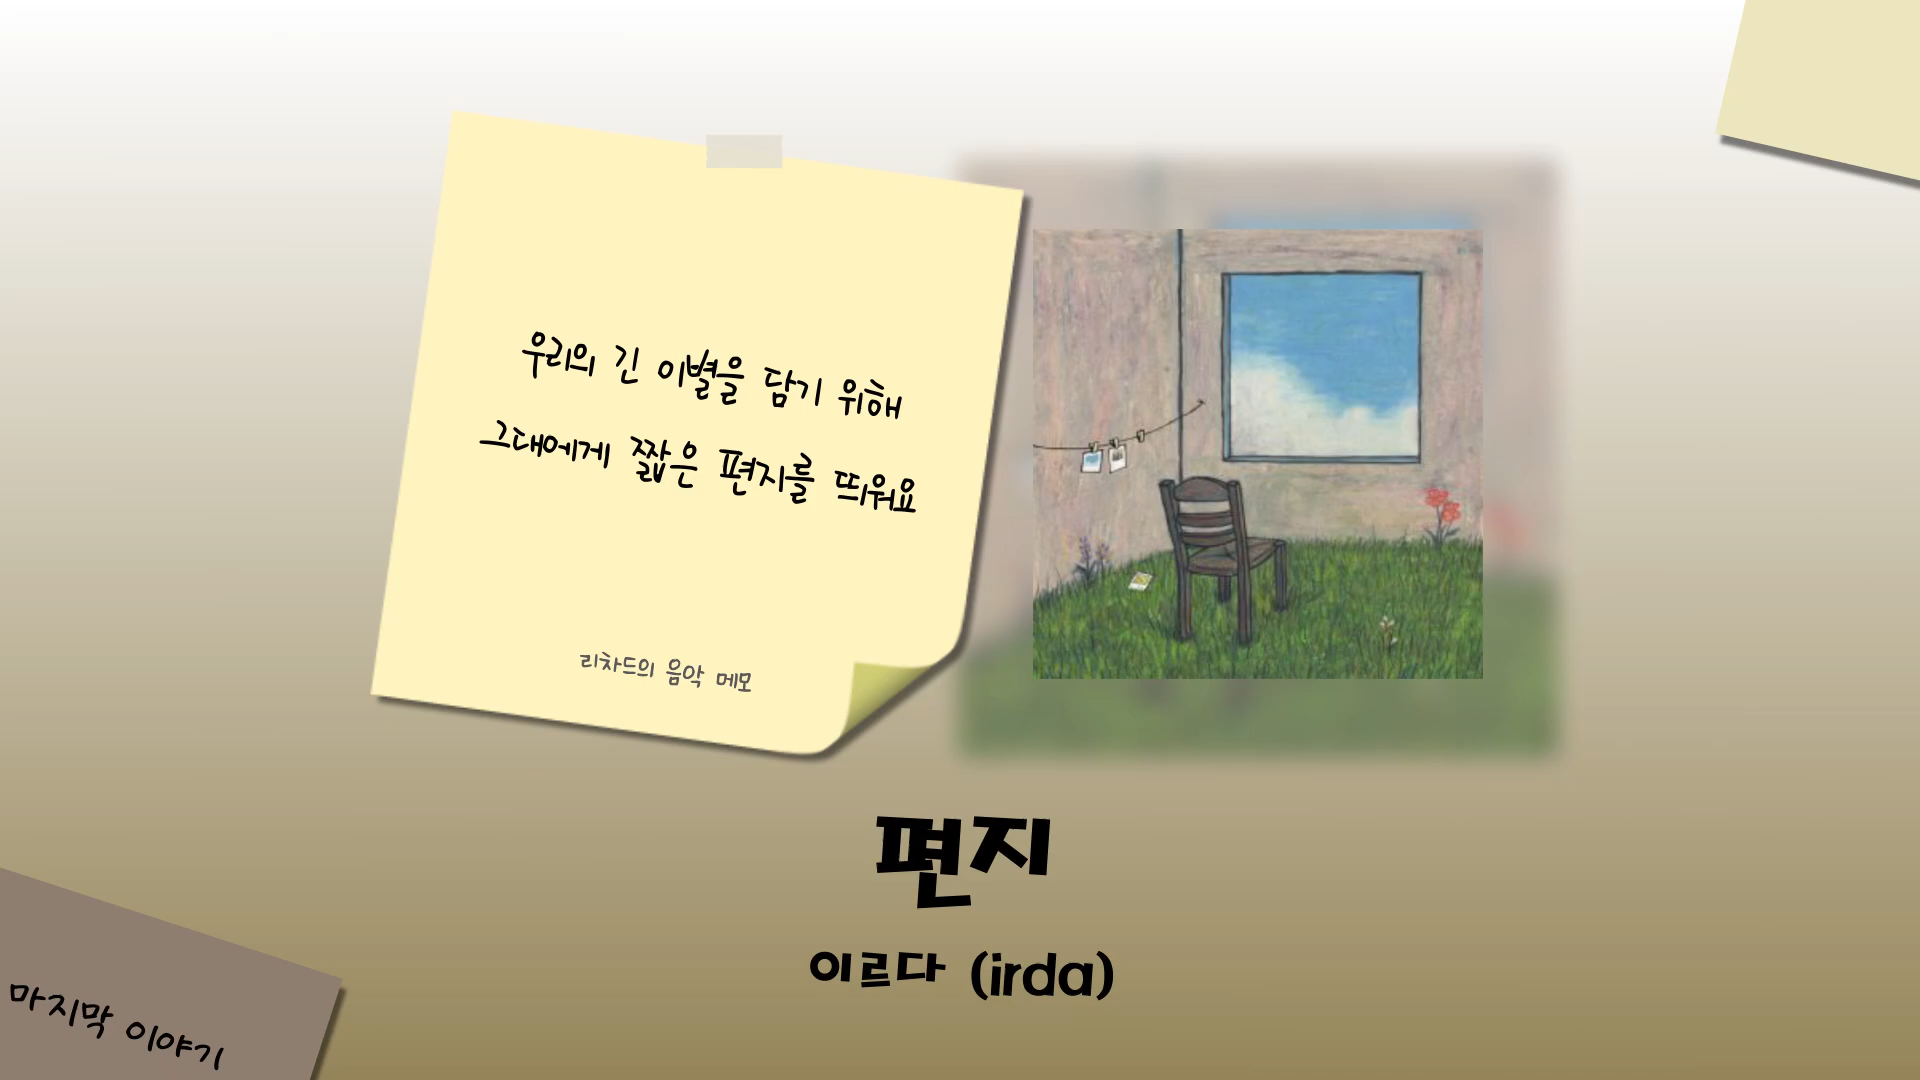 우리의 긴 이별을 담기 위해
그대에게 짧은 편지를 띄워요
리차드의 음악 메모
편지
이르다 (irda)
마지막 이야기